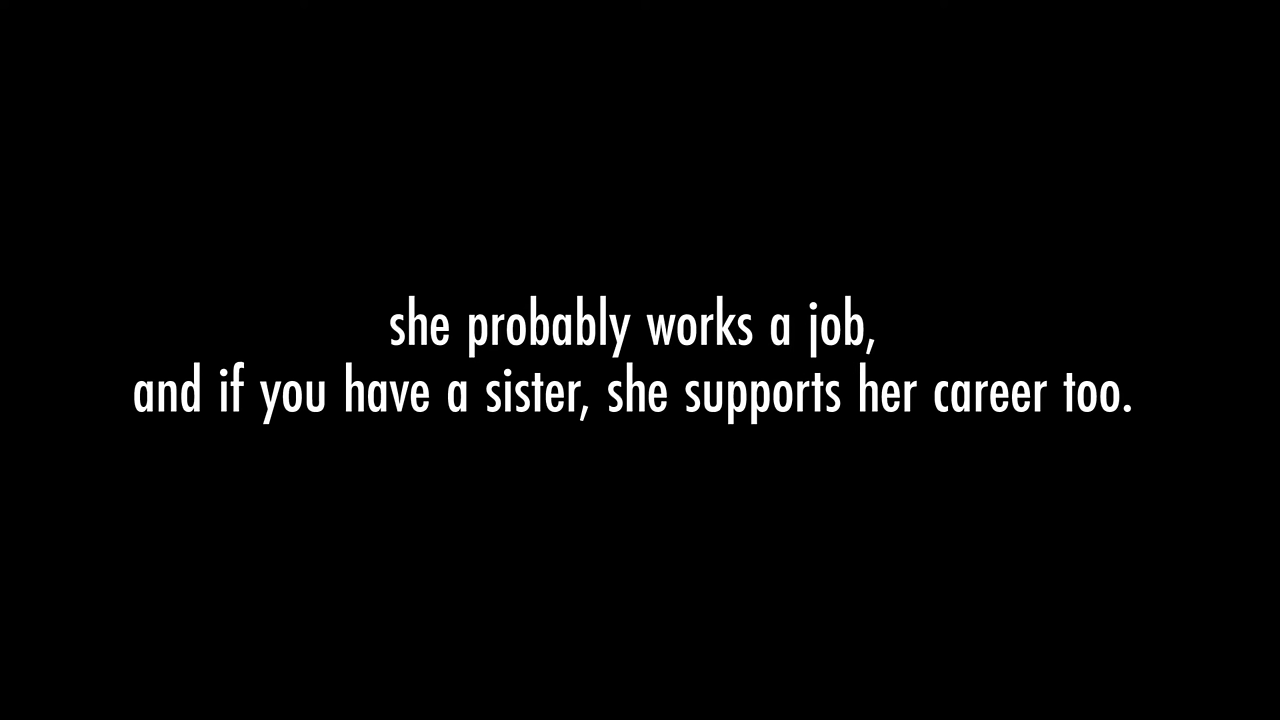 she probably works a job,
and if you have a sister, she supports her career too.